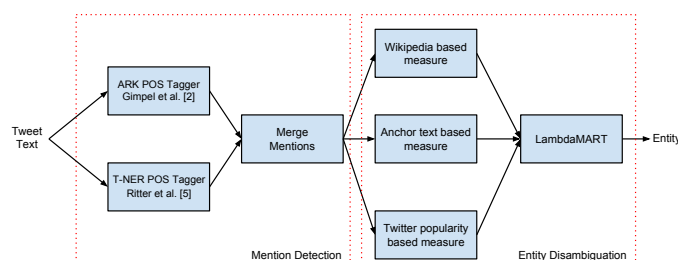 Tweet
Text
ARK POS Tagger
Gimpel et al. [2]
T-NER POS Tagger
Ritter et al. [5]
Merge
Mentions
Mention Detection
Wikipedia based
measure
Anchor text based
measure
Twitter popularity
based measure
LambdaMART
Entity
Entity Disambiguation